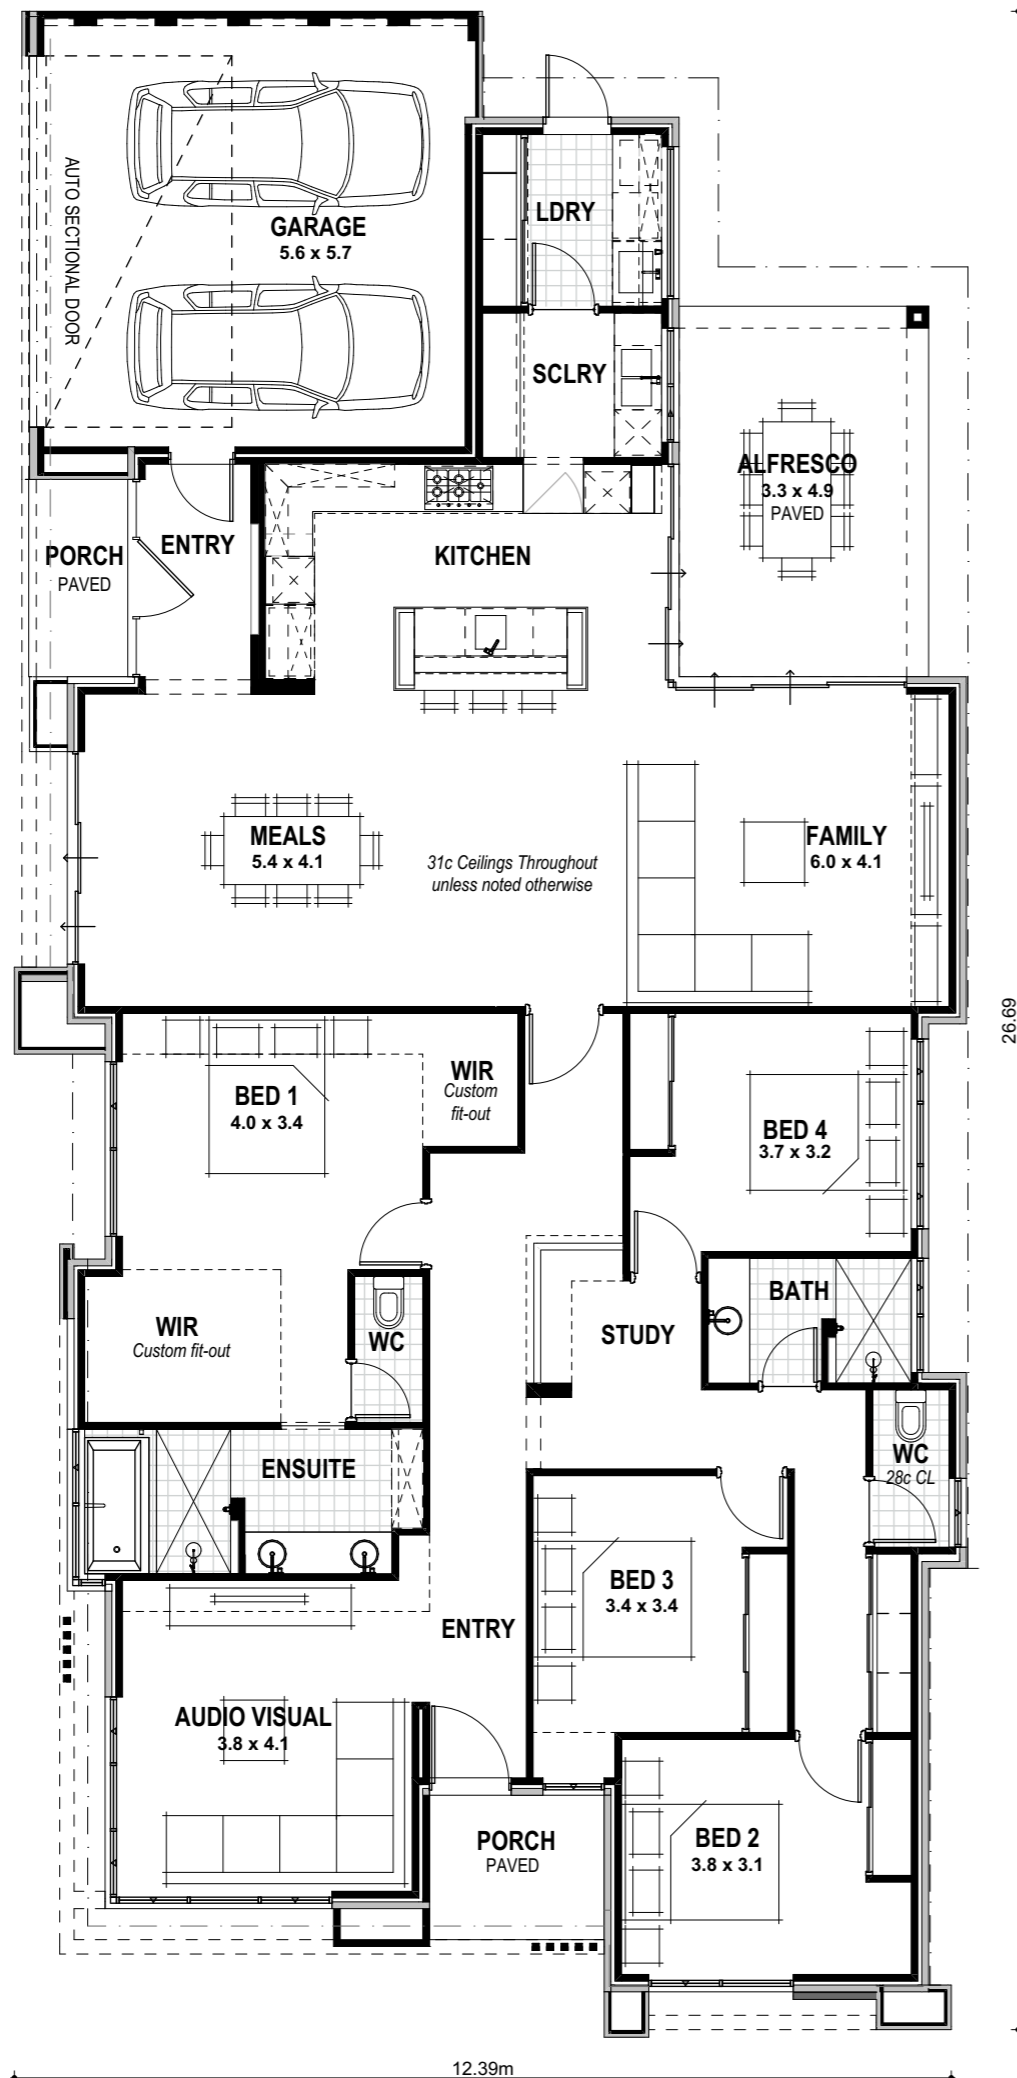 AUTO SECTIONAL DOOR
GARAGE
5.6 x 5.7
LDRY
SCLRY
ALFRESCO
3.3 x 4.9
PAVED
PORCH
PAVED
ENTRY
KITCHEN
MEALS
5.4 x 4.1
31c Ceilings Throughout
unless noted otherwise
FAMILY
6.0 x 4.1
26.69
BED 1
4.0 x 3.4
WIR
Custom
fit-out
BED 4
3.7 x 3.2
WIR
Custom fit-out
WC
STUDY
BATH
ENSUITE
WC
28c CL
BED 3
3.4 x 3.4
ENTRY
AUDIO VISUAL
3.8 x 4.1
PORCH
PAVED
BED 2
3.8 x 3.1
12.39m